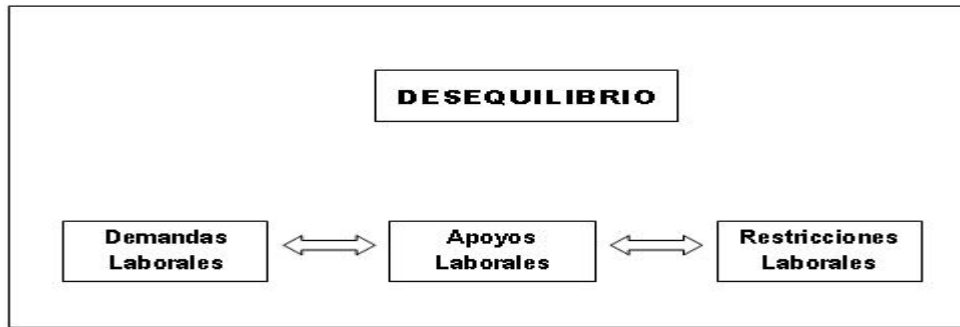 DESEQUILIBRIO
Demandas
Laborales
Apoyos
Laborales
Restricciones
Laborales